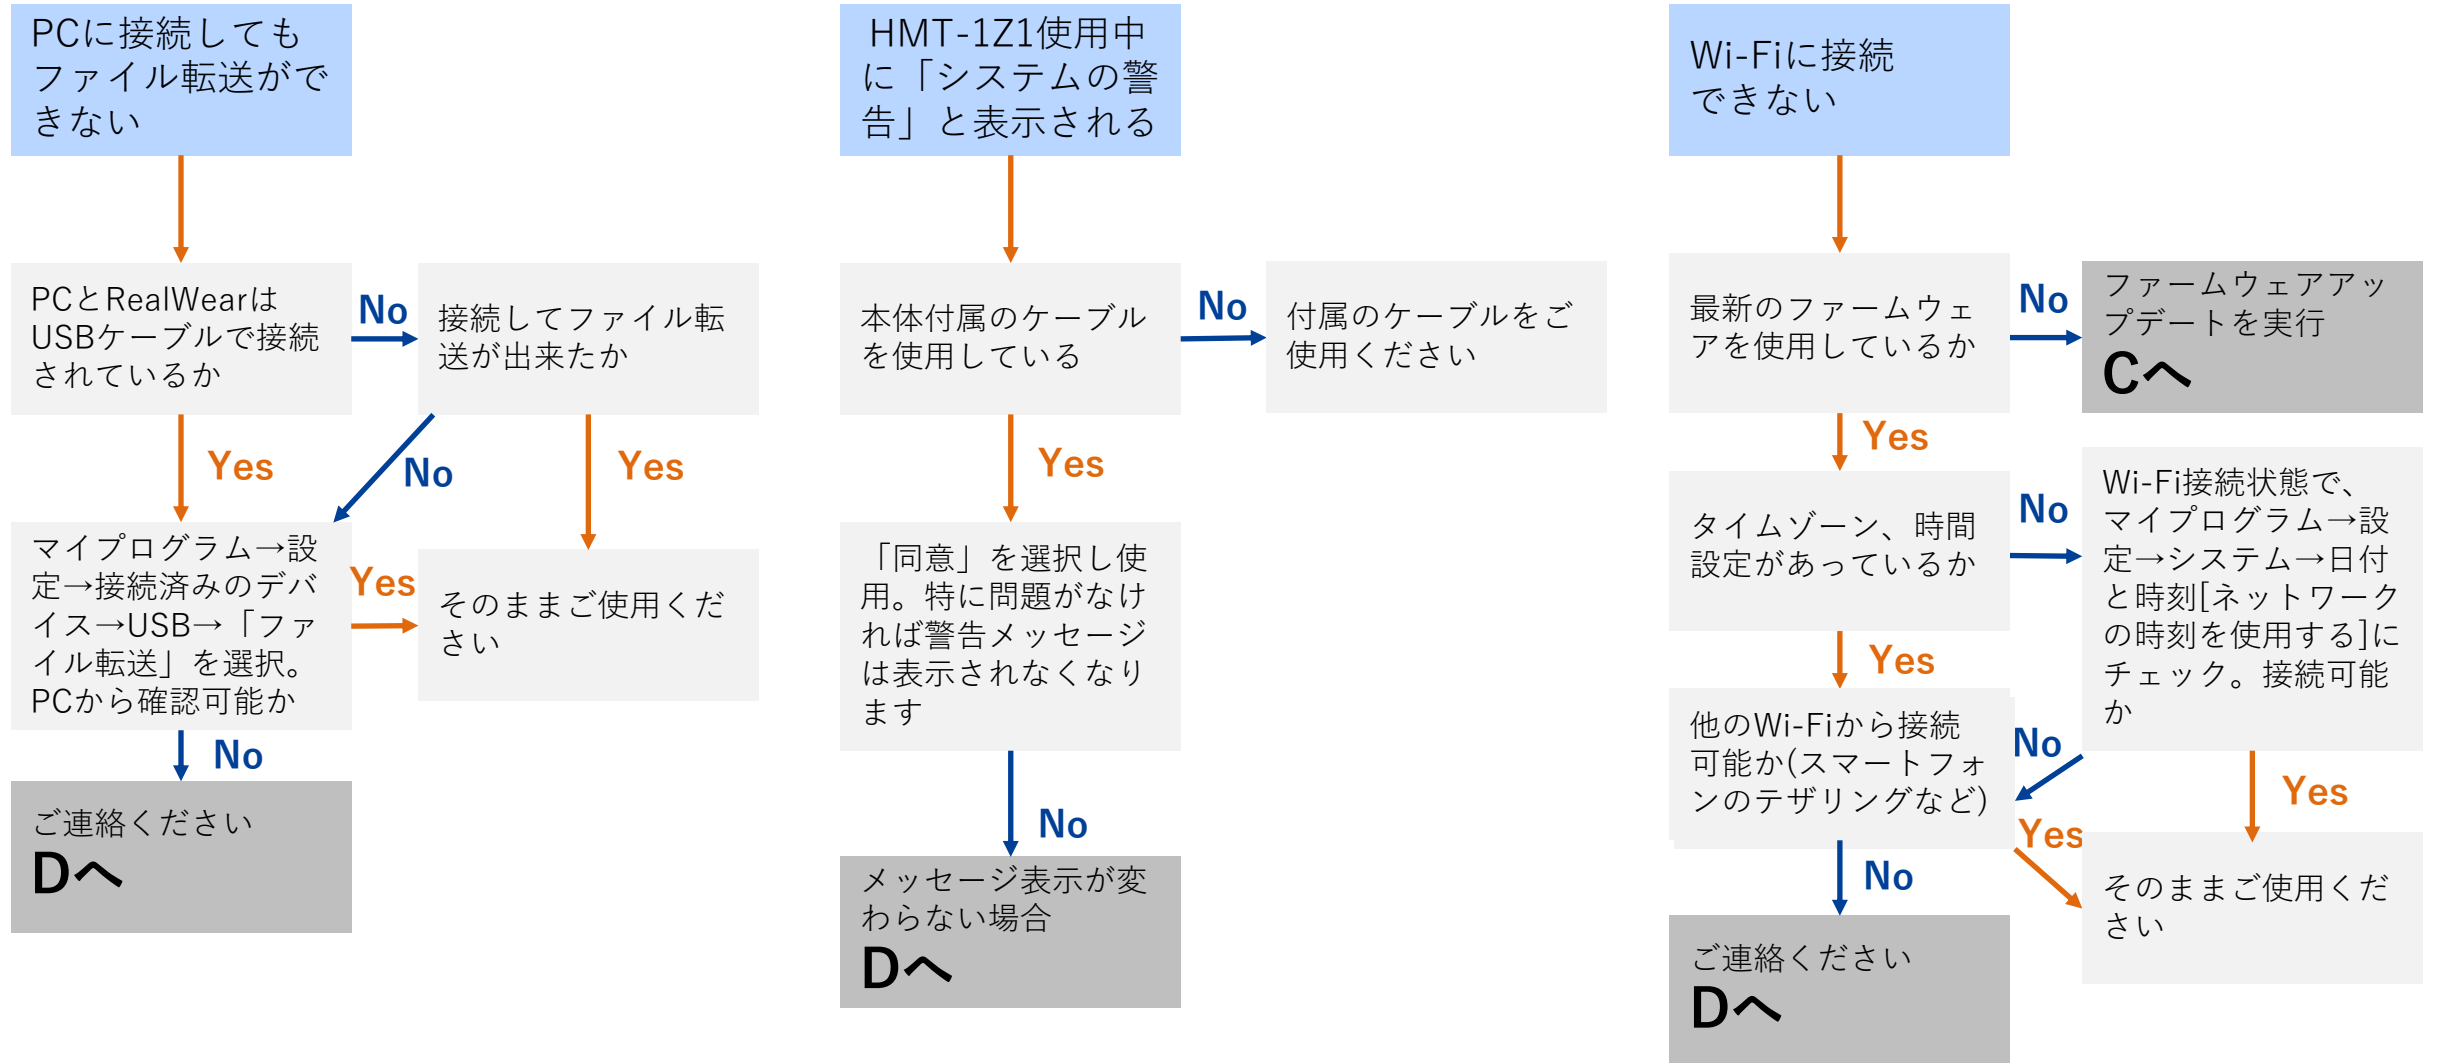 PCに接続しても
ファイル転送がで
きない
PCとRealWearは
USBケーブルで接続
されているか
No
接続してファイル転
送が出来たか
Yes
No
Yes
マイプログラム→設
定→接続済みのデバ
イス→USB→「ファ
イル転送」を選択。
PCから確認可能か
Yes
そのままご使用くだ
さい
No
ご連絡ください
Dへ
HMT-1Z1使用中
に「システムの警
告」と表示される
本体付属のケーブル
を使用している
No
付属のケーブルをご
使用ください
Yes
「同意」を選択し使
用。特に問題がなけ
れば警告メッセージ
は表示されなくなり
ます
No
メッセージ表示が変
わらない場合
Dへ
Wi-Fiに接続
できない
最新のファームウェ
アを使用しているか
No
ファームウェアアッ
プデートを実行
Cへ
Yes
タイムゾーン、時間
設定があっているか
No
Wi-Fi接続状態で、
マイプログラム→設
定→システム→日付
と時刻[ネットワーク
の時刻を使用する]に
チェック。接続可能
か
Yes
他のWi-Fiから接続
可能か(スマートフォ
ンのテザリングなど)
No
Yes
Yes
そのままご使用くだ
さい
No
ご連絡ください
Dへ